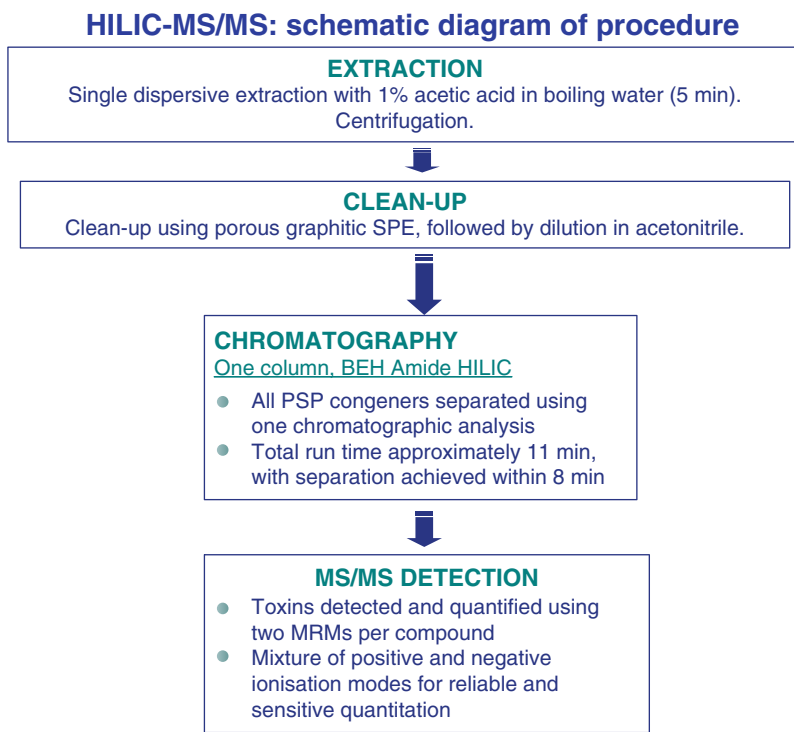 HILIC-MS/MS: schematic diagram of procedure
EXTRACTION
Single dispersive extraction with 1% acetic acid in boiling water (5 min).
Centrifugation.
CLEAN-UP
Clean-up using porous graphitic SPE, followed by dilution in acetonitrile.
CHROMATOGRAPHY
One column, BEH Amide HILIC
All PSP congeners separated using
one chromatographic analysis
Total run time approximately 11 min,
with separation achieved within 8 min
MS/MS DETECTION
Toxins detected and quantified using
two MRMs per compound
Mixture of positive and negative
ionisation modes for reliable and
sensitive quantitation